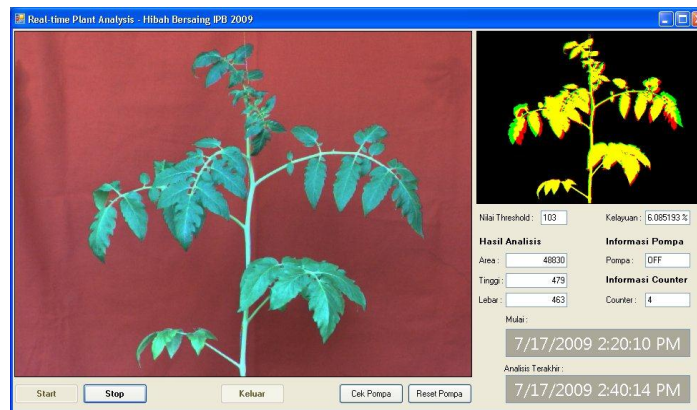 Real-time Plant Analysis - Hibah Bersaing IPB 2009
Nilai Threshold : 103 Kelayuan : 6.085193 %
Hasil Analisis Informasi Pompa
Area : 48830 Pompa : OFF
Tinggi : 479 Informasi Counter
Lebar : 463 Counter : 4
Mulai :
7/17/2009 2:20:10 PM
Analisis Terakhir :
7/17/2009 2:40:14 PM
Start Stop Keluar Cek Pompa Reset Pompa